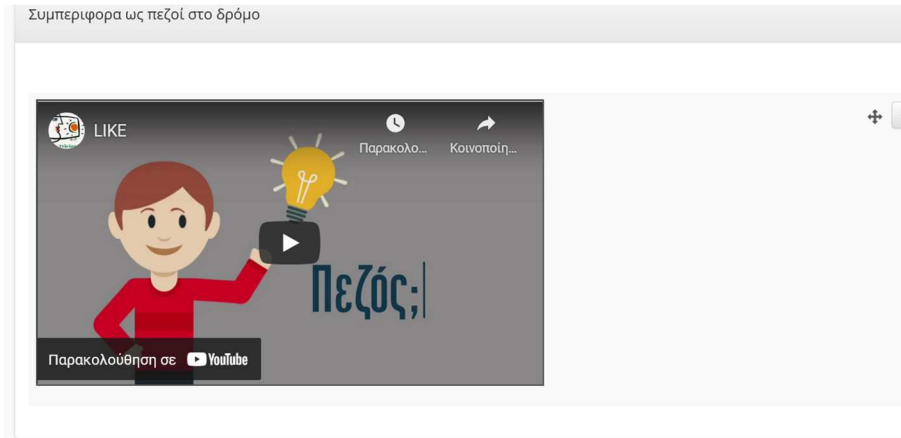 Συμπεριφορα ως πεζοί στο δρόμο
LIKE
Παρακολο...
Κοινοποίη...
Πεζός;
Παρακολούθηση σε YouTube